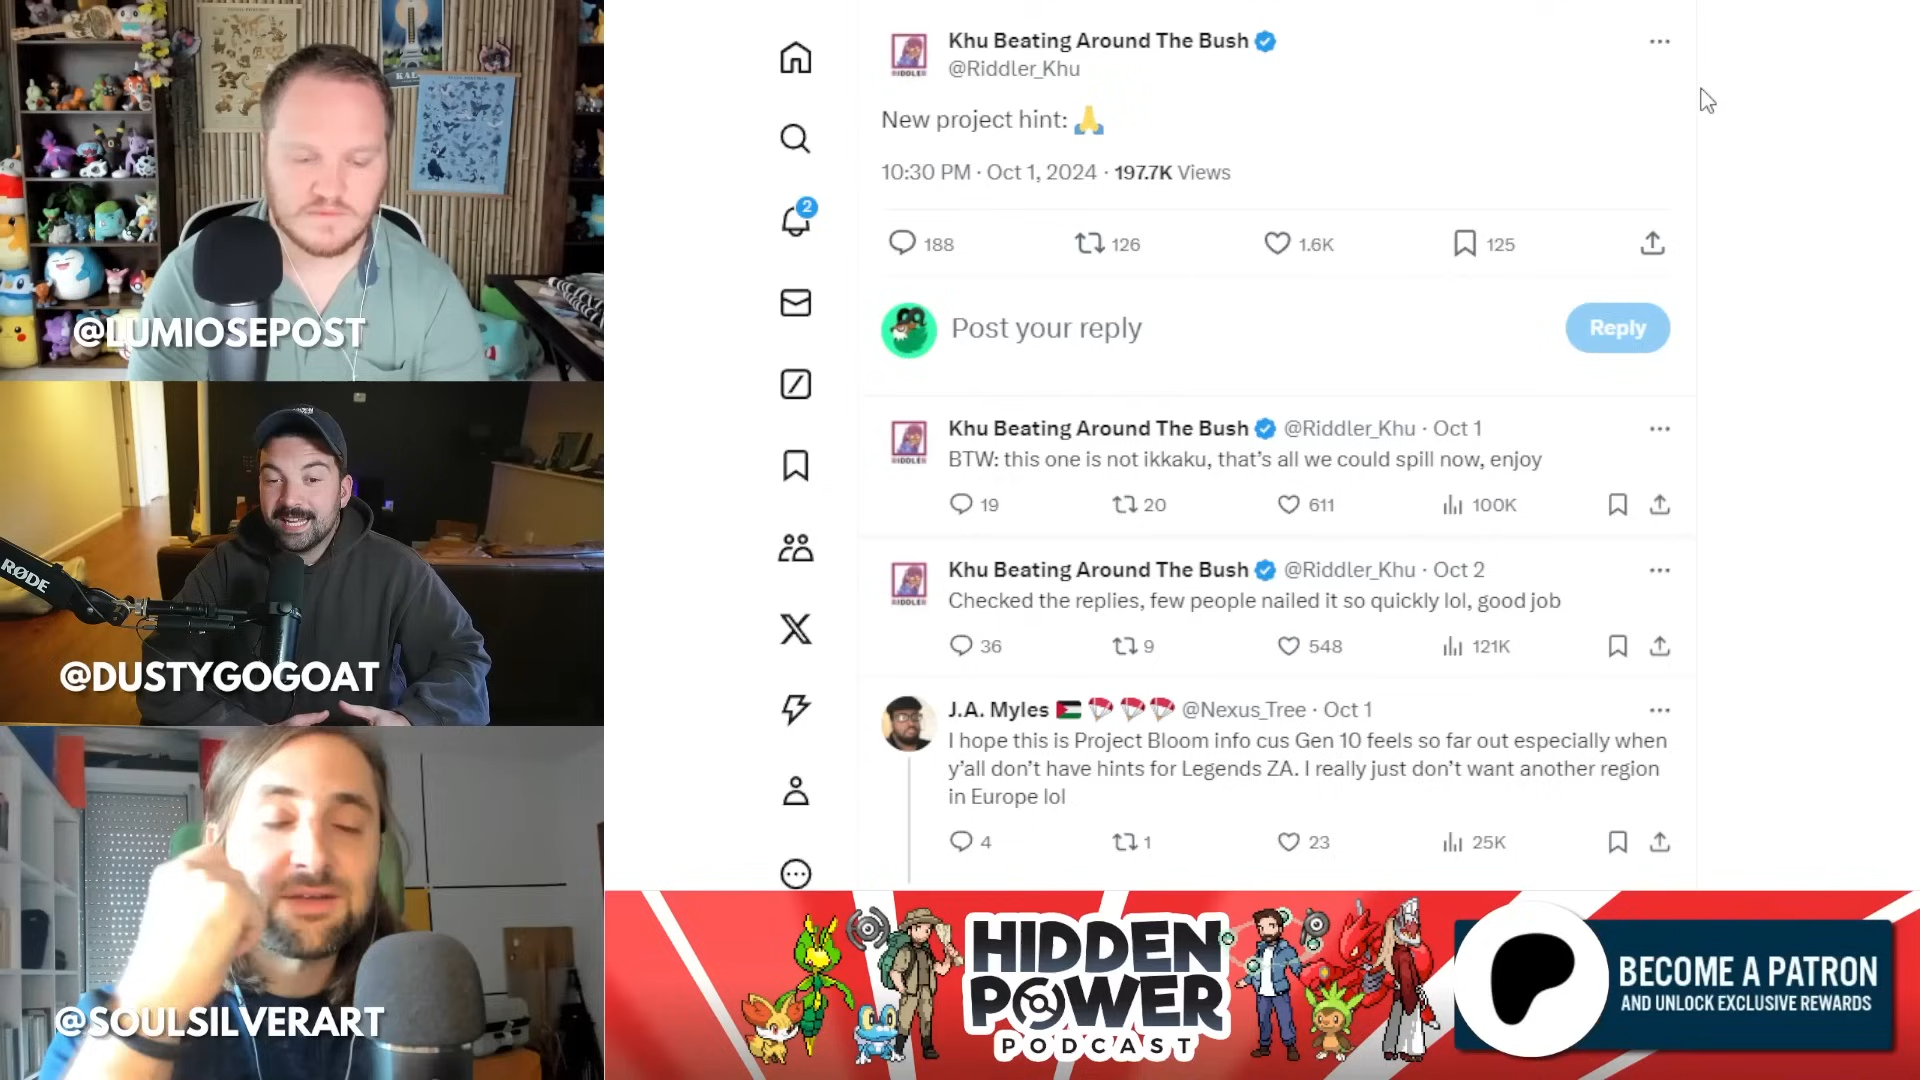 KAL
@LUMIOSEPOST
RØDE
@DUSTYGOGOAT
@SOULSILVERART
2
Khu Beating Around The Bush
@Riddler_Khu
RIDDLER
New project hint: 🙏
10:30 PM · Oct 1, 2024 · 197.7K Views
188 126 1.6K 125
Post your reply
Reply
Khu Beating Around The Bush @Riddler_Khu · Oct 1
RIDDLER
BTW: this one is not ikkaku, that's all we could spill now, enjoy
19 20 611 100K
Khu Beating Around The Bush @Riddler_Khu · Oct 2
RIDDLER
Checked the replies, few people nailed it so quickly lol, good job
36 9 548 121K
J.A. Myles 🇵🇸 🪂 🪂 🪂 @Nexus_Tree · Oct 1
I hope this is Project Bloom info cus Gen 10 feels so far out especially when
y'all don't have hints for Legends ZA. I really just don't want another region
in Europe lol
4 1 23 25K
HIDDEN
POWER
PODCAST
BECOME A PATRON
AND UNLOCK EXCLUSIVE REWARDS